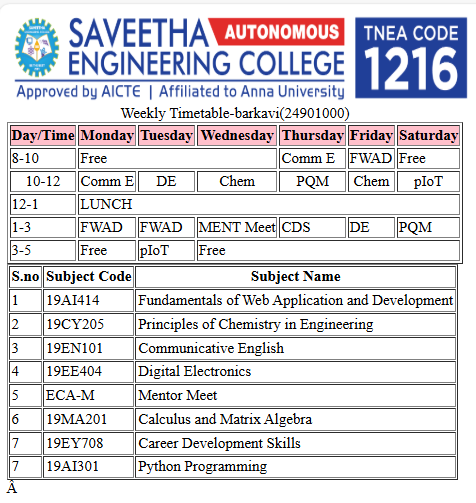 SAVEETHA AUTONOMOUS
ENGINEERING COLLEGE
Approved by AICTE | Affiliated to Anna University
TNEA CODE
1216
Weekly Timetable-barkavi(24901000)
Day/Time Monday Tuesday Wednesday Thursday Friday Saturday
8-10 Free Comm E FWAD Free
10-12 Comm E DE Chem PQM Chem pIoT
12-1 LUNCH
1-3 FWAD FWAD MENT Meet CDS DE PQM
3-5 Free pIoT Free
S.no Subject Code Subject Name
1 19AI414 Fundamentals of Web Application and Development
2 19CY205 Principles of Chemistry in Engineering
3 19EN101 Communicative English
4 19EE404 Digital Electronics
5 ECA-M Mentor Meet
6 19MA201 Calculus and Matrix Algebra
7 19EY708 Career Development Skills
7 19AI301 Python Programming
Â